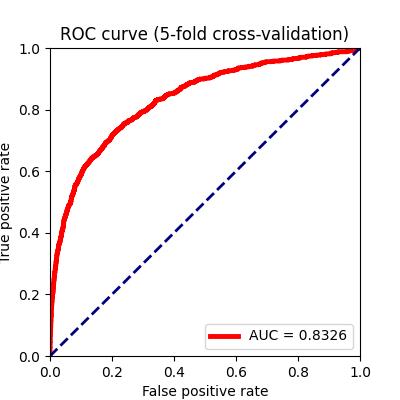 ROC curve (5-fold cross-validation)
True positive rate
1.0
0.8
0.6
0.4
0.2
0.0
AUC = 0.8326
0.0 0.2 0.4 0.6 0.8 1.0
False positive rate